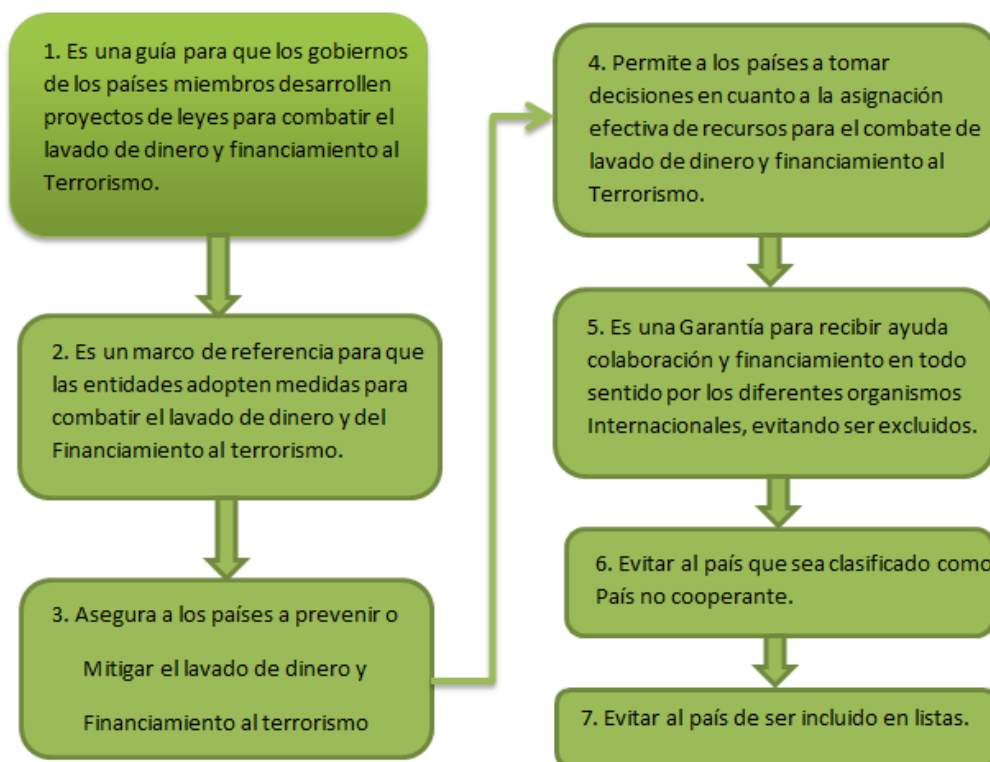 1. Es una guía para que los gobiernos
de los países miembros desarrollen
proyectos de leyes para combatir el
lavado de dinero y financiamiento al
Terrorismo.
2. Es un marco de referencia para que
las entidades adopten medidas para
combatir el lavado de dinero y del
Financiamiento al terrorismo.
3. Asegura a los países a prevenir o
Mitigar el lavado de dinero y
Financiamiento al terrorismo
4. Permite a los países a tomar
decisiones en cuanto a la asignación
efectiva de recursos para el combate de
lavado de dinero y financiamiento al
Terrorismo.
5. Es una Garantía para recibir ayuda
colaboración y financiamiento en todo
sentido por los diferentes organismos
Internacionales, evitando ser excluidos.
6. Evitar al país que sea clasificado como
País no cooperante.
7. Evitar al país de ser incluido en listas.